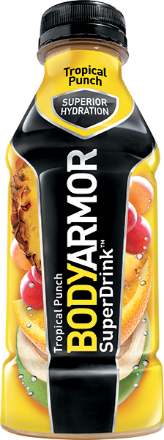 Tropical
Punch
SUPERIOR
HYDRATION
Tropical Punch
BODYARMOR
SuperDrink™